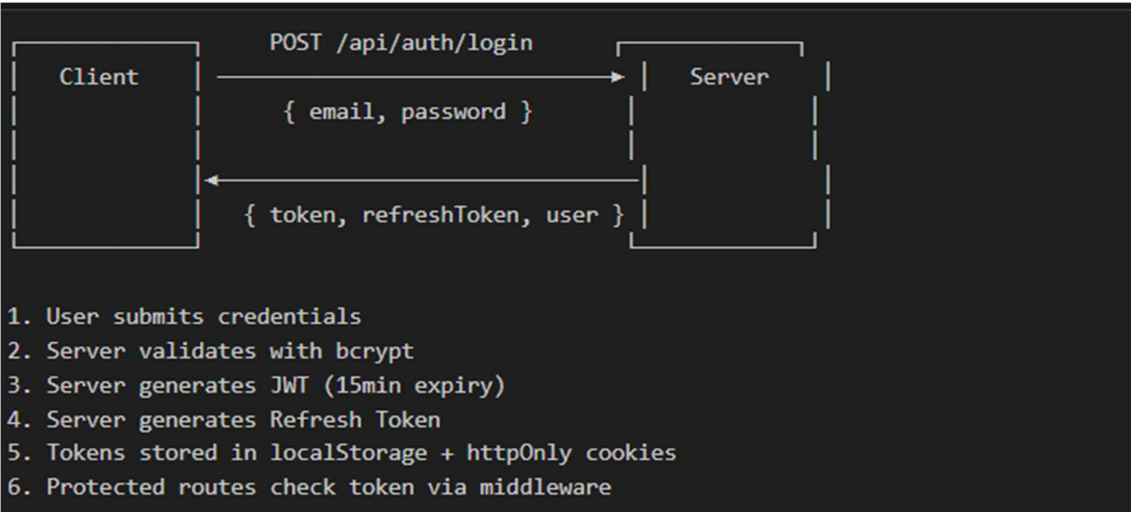 POST /api/auth/login
Client Server
{ email, password }
{ token, refreshToken, user }
1. User submits credentials
2. Server validates with bcrypt
3. Server generates JWT (15min expiry)
4. Server generates Refresh Token
5. Tokens stored in localStorage + httpOnly cookies
6. Protected routes check token via middleware